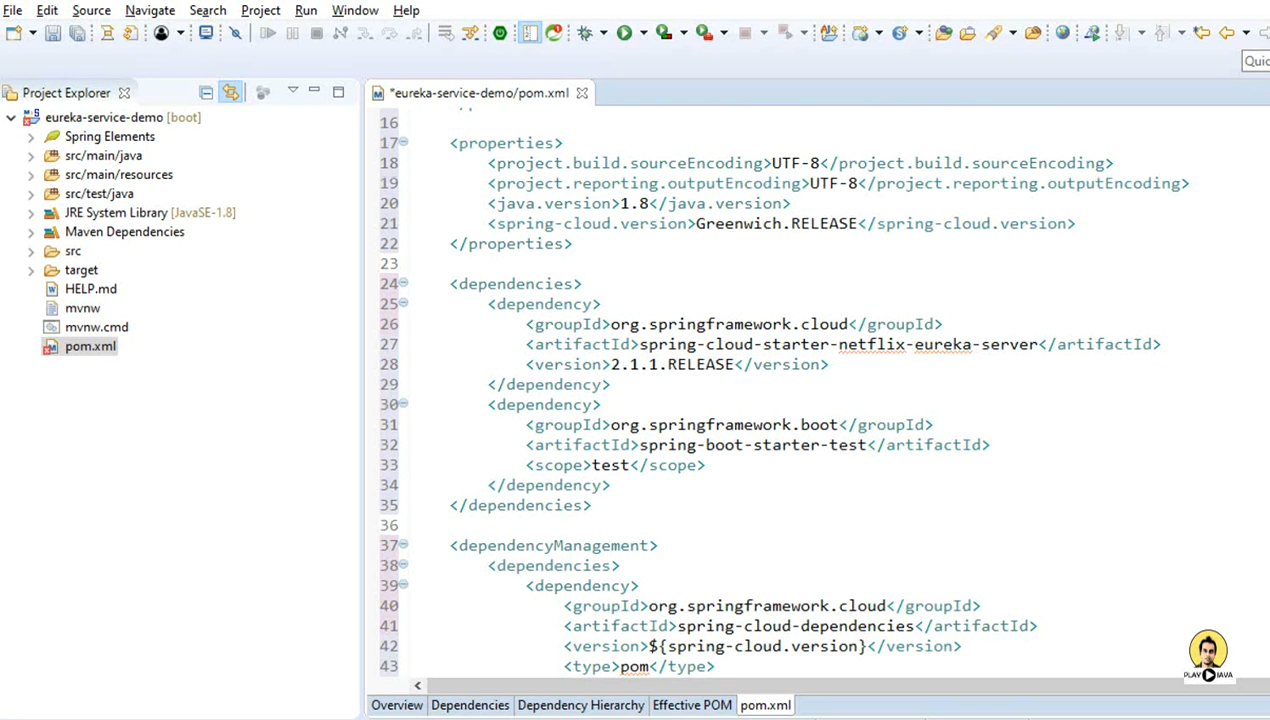 File Edit Source Navigate Search Project Run Window Help
Quic
Project Explorer
*eureka-service-demo/pom.xml
eureka-service-demo [boot]
Spring Elements
src/main/java
src/main/resources
src/test/java
JRE System Library [JavaSE-1.8]
Maven Dependencies
src
target
HELP.md
mvnw
mvnw.cmd
pom.xml
16
17 <properties>
18 <project.build.sourceEncoding>UTF-8</project.build.sourceEncoding>
19 <project.reporting.outputEncoding>UTF-8</project.reporting.outputEncoding>
20 <java.version>1.8</java.version>
21 <spring-cloud.version>Greenwich.RELEASE</spring-cloud.version>
22 </properties>
23
24 <dependencies>
25 <dependency>
26 <groupId>org.springframework.cloud</groupId>
27 <artifactId>spring-cloud-starter-netflix-eureka-server</artifactId>
28 <version>2.1.1.RELEASE</version>
29 </dependency>
30 <dependency>
31 <groupId>org.springframework.boot</groupId>
32 <artifactId>spring-boot-starter-test</artifactId>
33 <scope>test</scope>
34 </dependency>
35 </dependencies>
36
37 <dependencyManagement>
38 <dependencies>
39 <dependency>
40 <groupId>org.springframework.cloud</groupId>
41 <artifactId>spring-cloud-dependencies</artifactId>
42 <version>${spring-cloud.version}</version>
43 <type>pom</type>
PLAY JAVA
Overview Dependencies Dependency Hierarchy Effective POM pom.xml